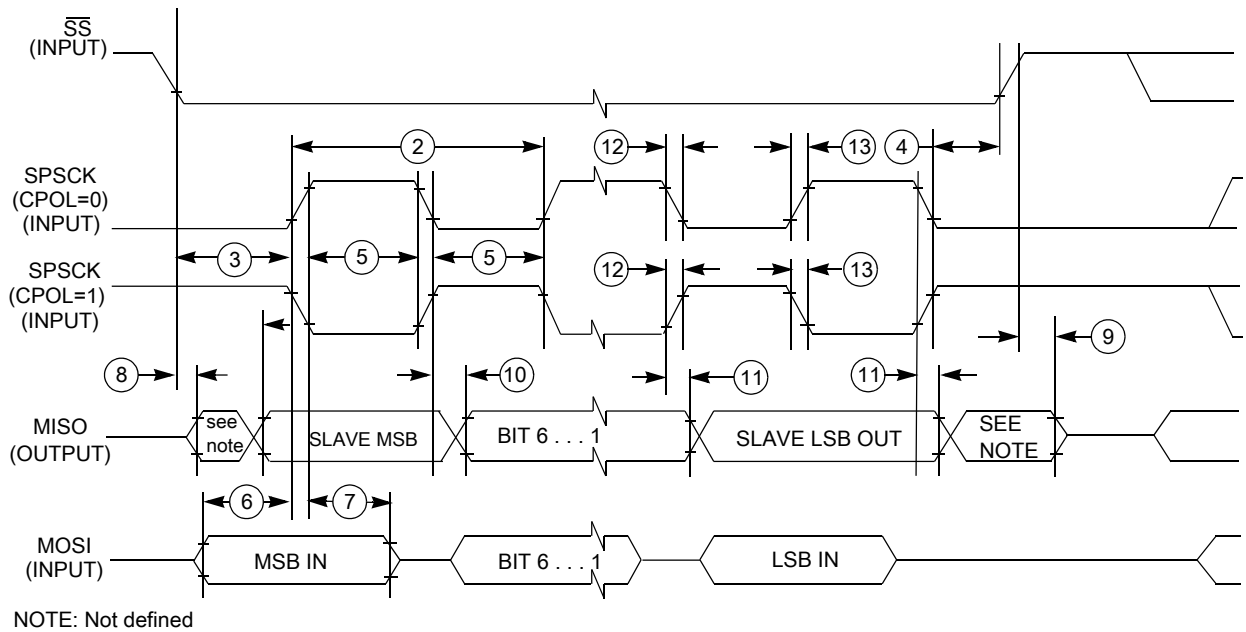 SS
(INPUT)
2
12
13
4
SPSCK
(CPOL=0)
(INPUT)
3
5
5
SPSCK
(CPOL=1)
(INPUT)
12
13
8
10
11
11
9
MISO
(OUTPUT)
see
note
SLAVE MSB
BIT 6 . . . 1
SLAVE LSB OUT
SEE
NOTE
6
7
MOSI
(INPUT)
MSB IN
BIT 6 . . . 1
LSB IN
NOTE: Not defined